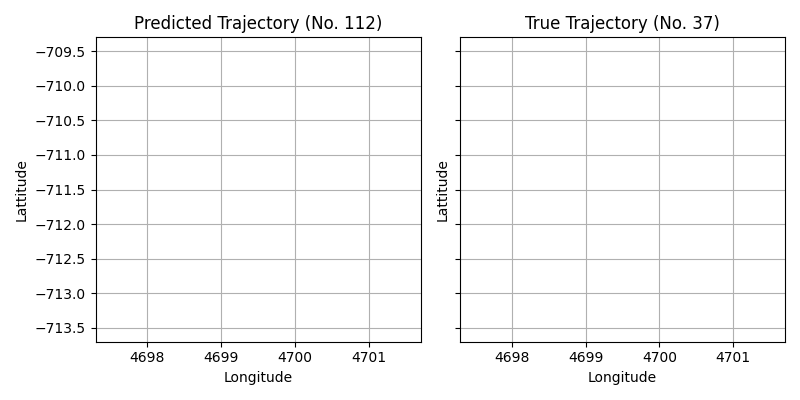 Predicted Trajectory (No. 112)
True Trajectory (No. 37)
−709.5
−710.0
−710.5
−711.0
−711.5
−712.0
−712.5
−713.0
−713.5
Lattitude
Lattitude
4698 4699 4700 4701
4698 4699 4700 4701
Longitude
Longitude